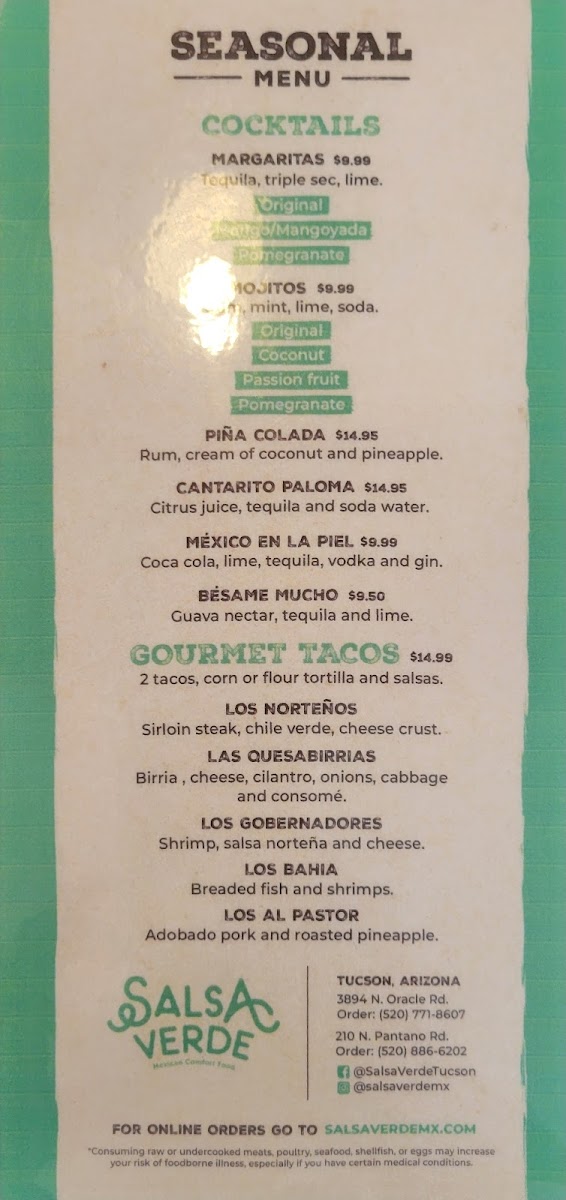 SEASONAL
MENU
COCKTAILS
MARGARITAS $9.99
Tequila, triple sec, lime.
Original
Mango/Mangoyada
Pomegranate
MOJITOS $9.99
mint, lime, soda.
Original
Coconut
Passion fruit
Pomegranate
PIÑA COLADA $14.95
Rum, cream of coconut and pineapple.
CANTARITO PALOMA $14.95
Citrus juice, tequila and soda water.
MÉXICO EN LA PIEL $9.99
Coca cola, lime, tequila, vodka and gin.
BÉSAME MUCHO $9.50
Guava nectar, tequila and lime.
GOURMET TACOS $14.99
2 tacos, corn or flour tortilla and salsas.
LOS NORTEÑOS
Sirloin steak, chile verde, cheese crust.
LAS QUESABIRRIAS
Birria , cheese, cilantro, onions, cabbage
and consomé.
LOS GOBERNADORES
Shrimp, salsa norteña and cheese.
LOS BAHIA
Breaded fish and shrimps.
LOS AL PASTOR
Adobado pork and roasted pineapple.
SALSA
VERDE
Mexican Comfort Food
TUCSON, ARIZONA
3894 N. Oracle Rd.
Order: (520) 771-8607
210 N. Pantano Rd.
Order: (520) 886-6202
@SalsaVerdeTucson
@salsaverdemx
FOR ONLINE ORDERS GO TO SALSAVERDEMX.COM
*Consuming raw or undercooked meats, poultry, seafood, shellfish, or eggs may increase
your risk of foodborne illness, especially if you have certain medical conditions.